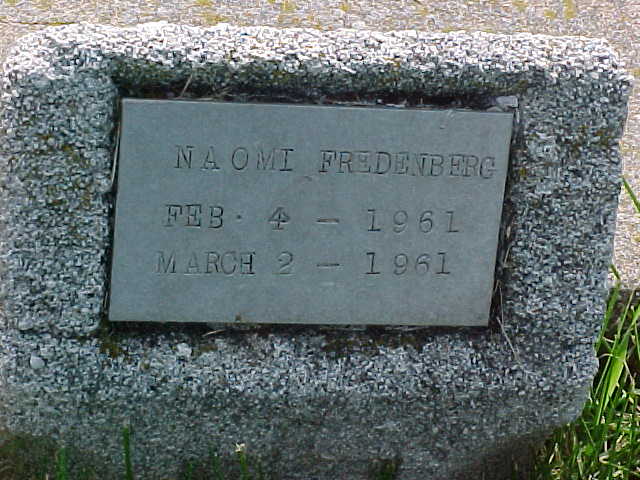 NAOMI FREDENBERG
FEB. 4 - 1961
MARCH 2 - 1961